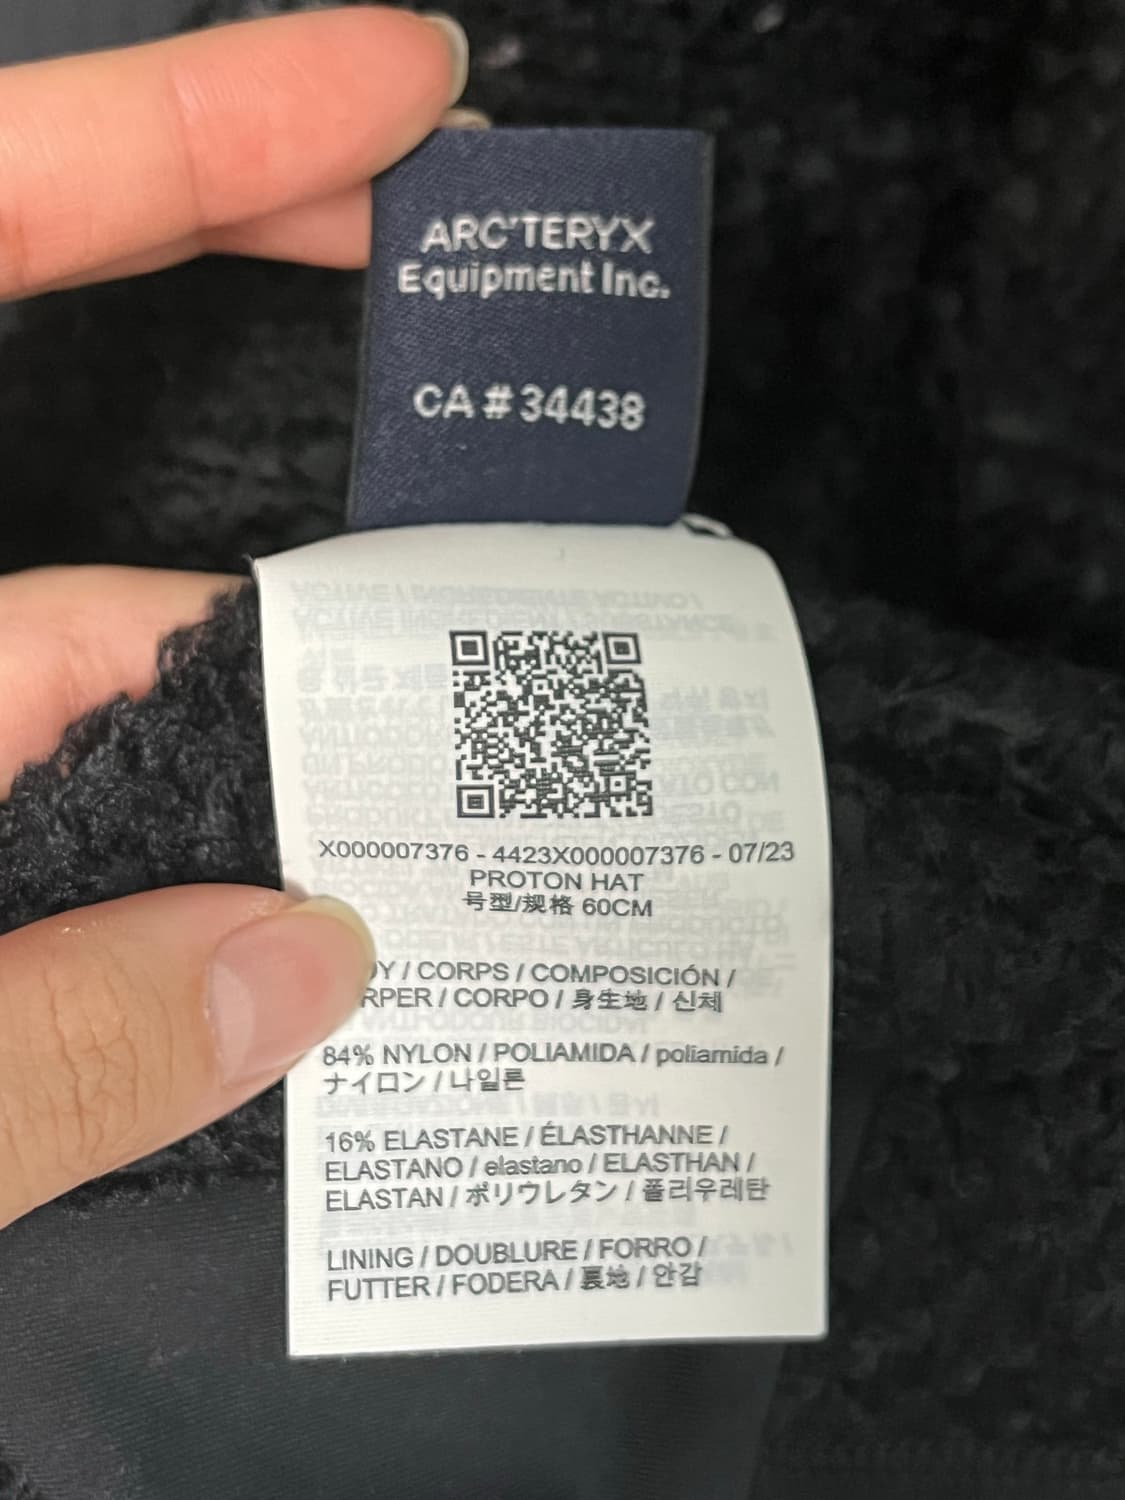 ARC'TERYX
Equipment Inc.
CA # 34438
X000007376 - 4423X000007376 - 07/23
PROTON HAT
号型/规格 60CM
/ CORPS / COMPOSICIÓN /
/ CORPO / 身生地 / 신체
84% NYLON / POLIAMIDA / poliamida /
ナイロン / 나일론
16% ELASTANE / ÉLASTHANNE /
ELASTANO / elastano / ELASTHAN /
ELASTAN / ポリウレタン / 폴리우레탄
LINING / DOUBLURE / FORRO /
FUTTER / FODERA / 裏地 / 안감